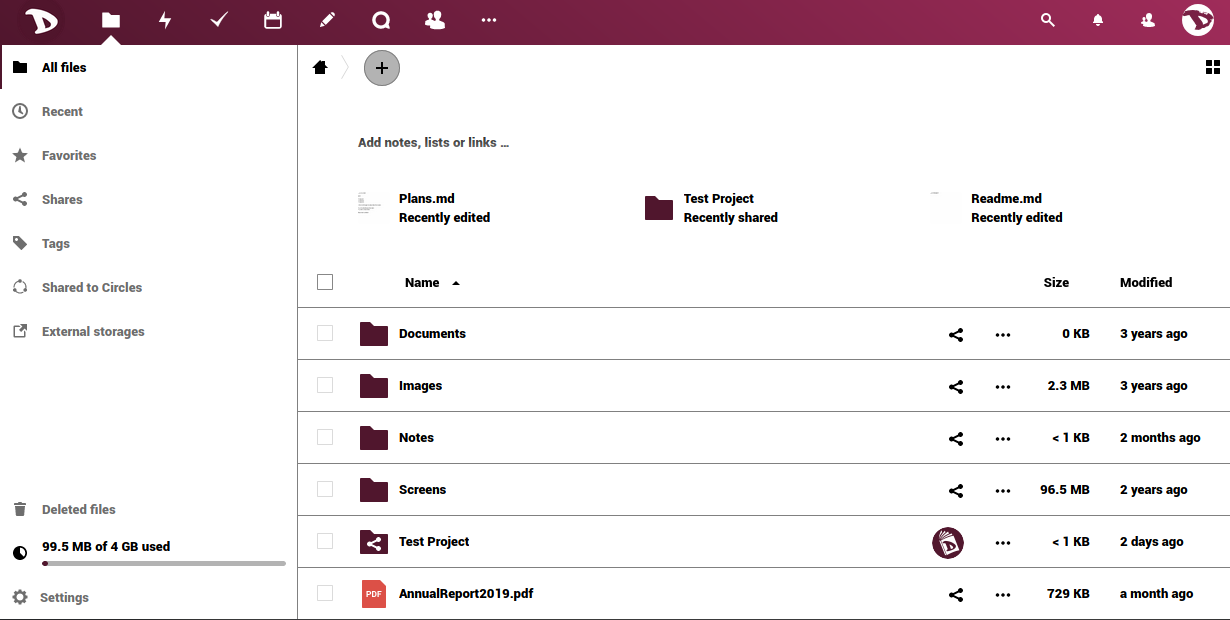 All files
Recent
Favorites
Shares
Tags
Shared to Circles
External storages
Deleted files
99.5 MB of 4 GB used
Settings
Add notes, lists or links …
Plans.md
Recently edited
Test Project
Recently shared
Readme.md
Recently edited
Name Size Modified
Documents 0 KB 3 years ago
Images 2.3 MB 3 years ago
Notes < 1 KB 2 months ago
Screens 96.5 MB 2 years ago
Test Project < 1 KB 2 days ago
PDF AnnualReport2019.pdf 729 KB a month ago